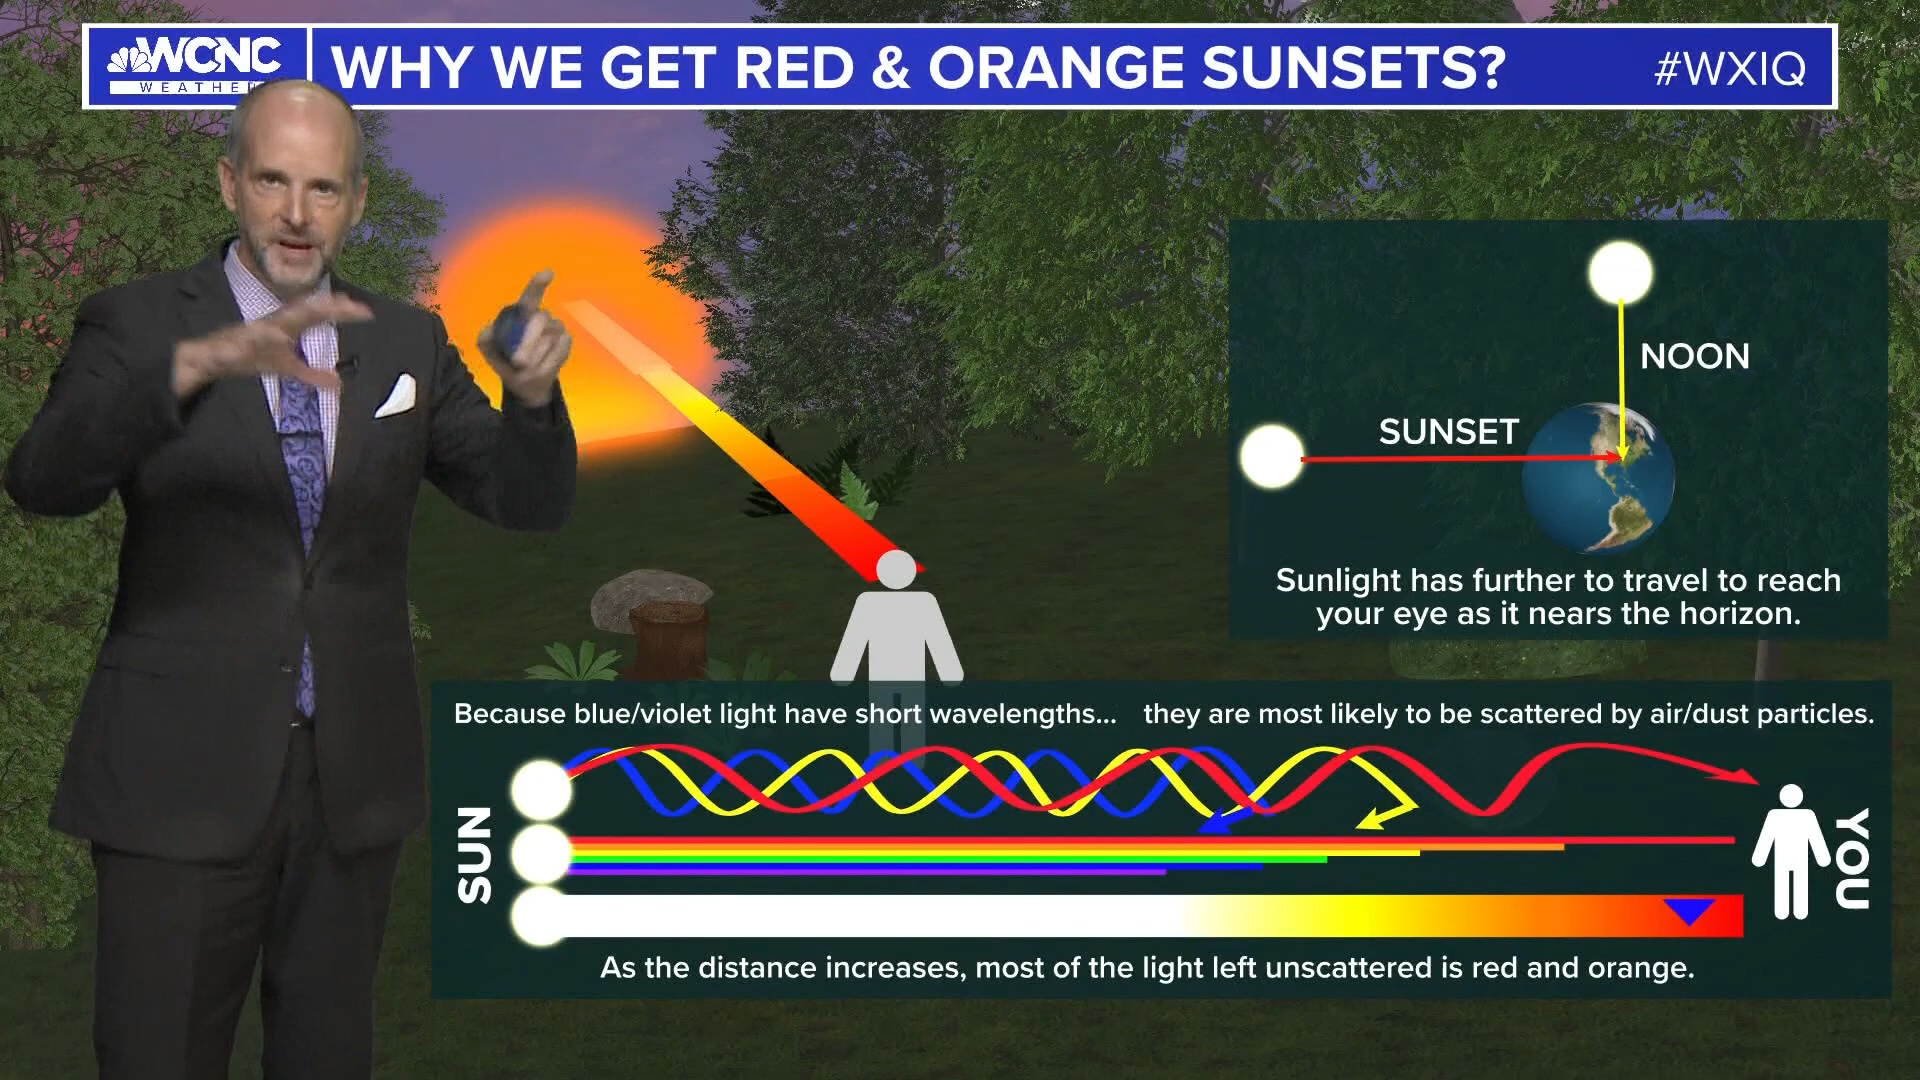 WCNC
WEATHER
WHY WE GET RED & ORANGE SUNSETS?
#WXIQ
NOON
SUNSET
Sunlight has further to travel to reach
your eye as it nears the horizon.
Because blue/violet light have short wavelengths... they are most likely to be scattered by air/dust particles.
SUN
YOU
As the distance increases, most of the light left unscattered is red and orange.